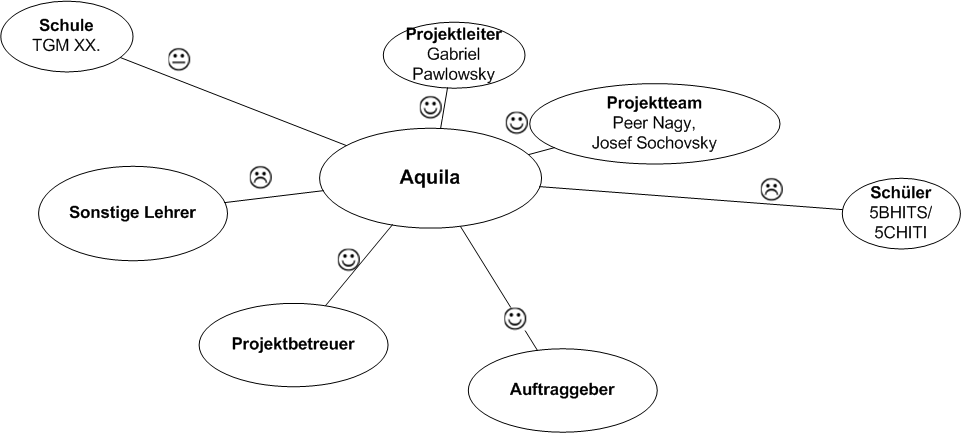 Schule
TGM XX.
Projektleiter
Gabriel
Pawlowsky
Projektteam
Peer Nagy,
Josef Sochovsky
Aquila
Sonstige Lehrer
Schüler
5BHITS/
5CHITI
Projektbetreuer
Auftraggeber